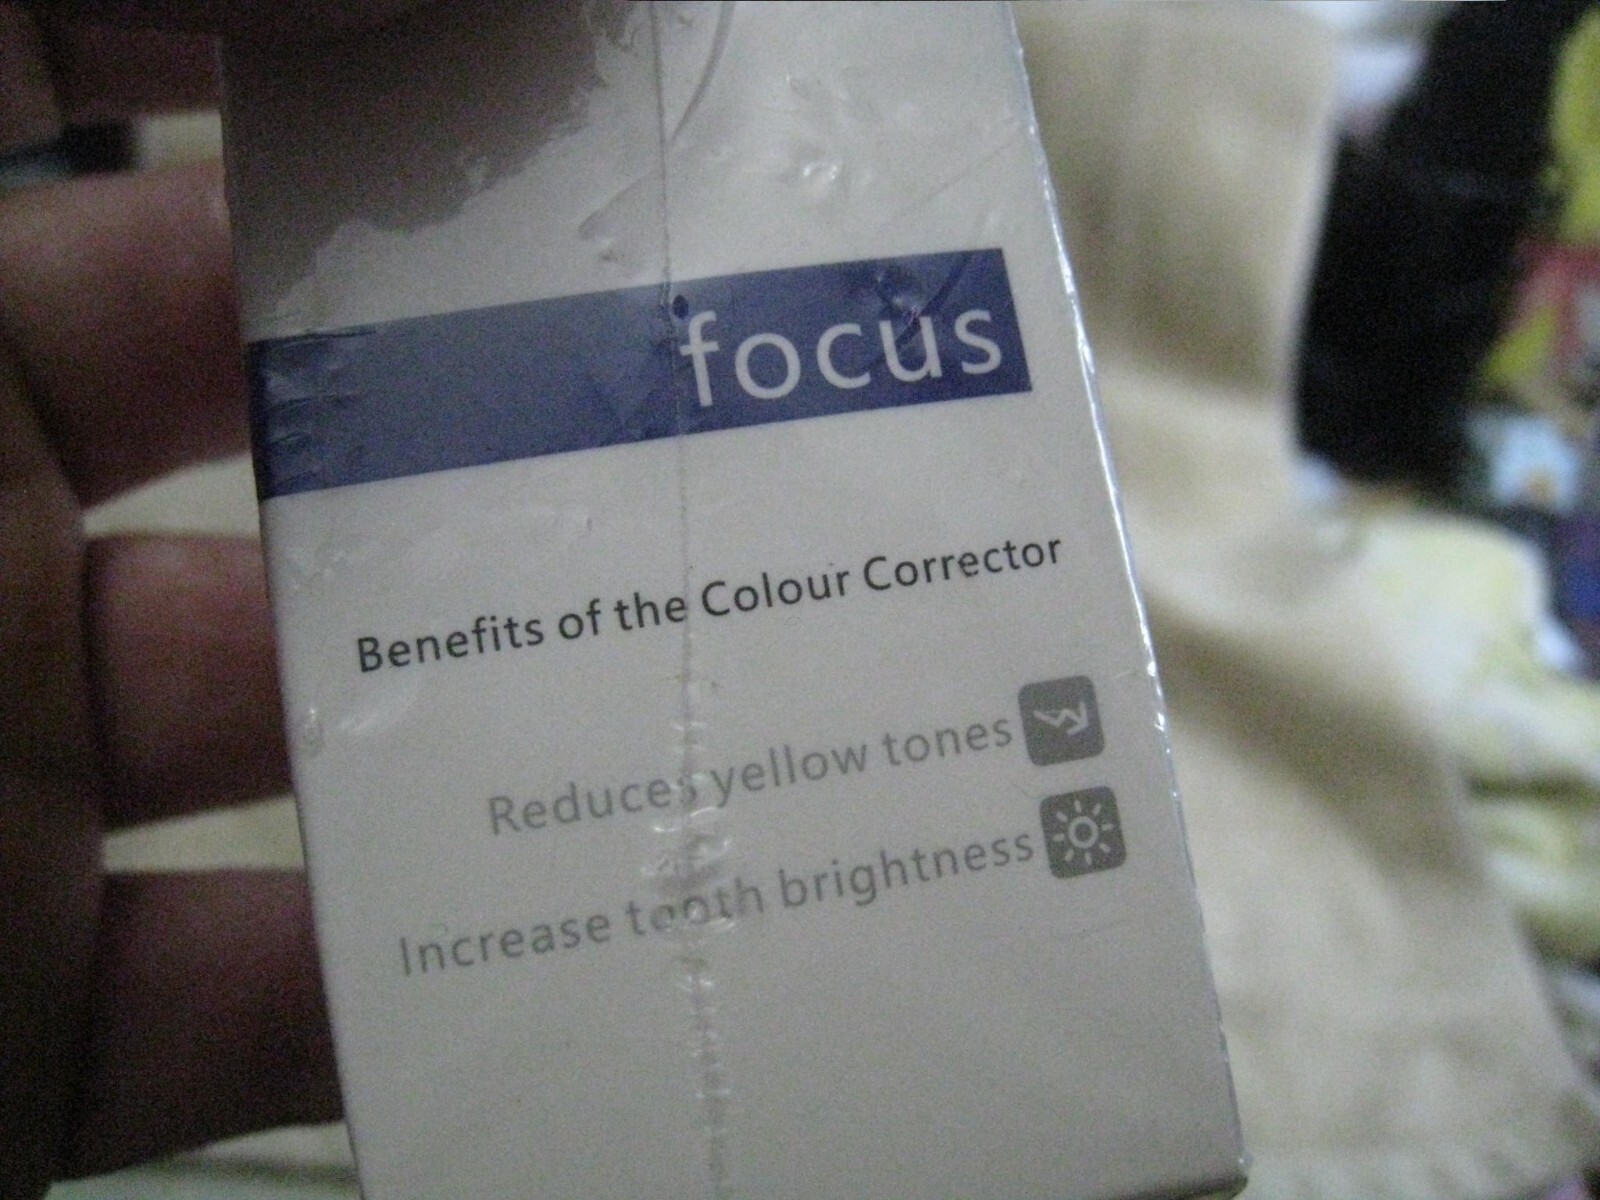 focus
Benefits of the Colour Corrector
Reduces yellow tones
Increase tooth brightness